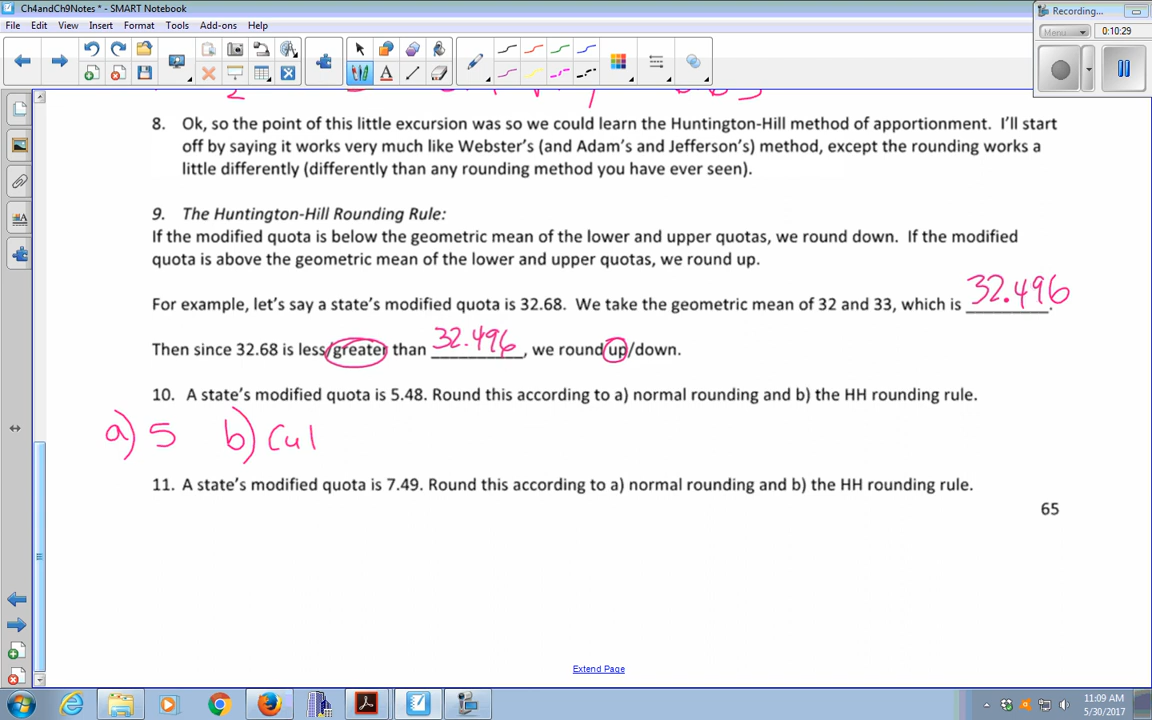 ChandCh9Notes * - SMART Notebook
Recording...
File Edit View Insert Format Tools Add-ons Help
Menu
0:10:29
8. Ok, so the point of this little excursion was so we could learn the Huntington-Hill method of apportionment. I'll start
off by saying it works very much like Webster's (and Adam's and Jefferson's) method, except the rounding works a
little differently (differently than any rounding method you have ever seen).
9. The Huntington-Hill Rounding Rule:
If the modified quota is below the geometric mean of the lower and upper quotas, we round down. If the modified
quota is above the geometric mean of the lower and upper quotas, we round up.
For example, let's say a state's modified quota is 32.68. We take the geometric mean of 32 and 33, which is 32.496.
Then since 32.68 is less/greater than 32.496, we round up/down.
10. A state's modified quota is 5.48. Round this according to a) normal rounding and b) the HH rounding rule.
a) 5 b) Cul
11. A state's modified quota is 7.49. Round this according to a) normal rounding and b) the HH rounding rule.
65
Extend Page
11:09 AM
5/30/2017